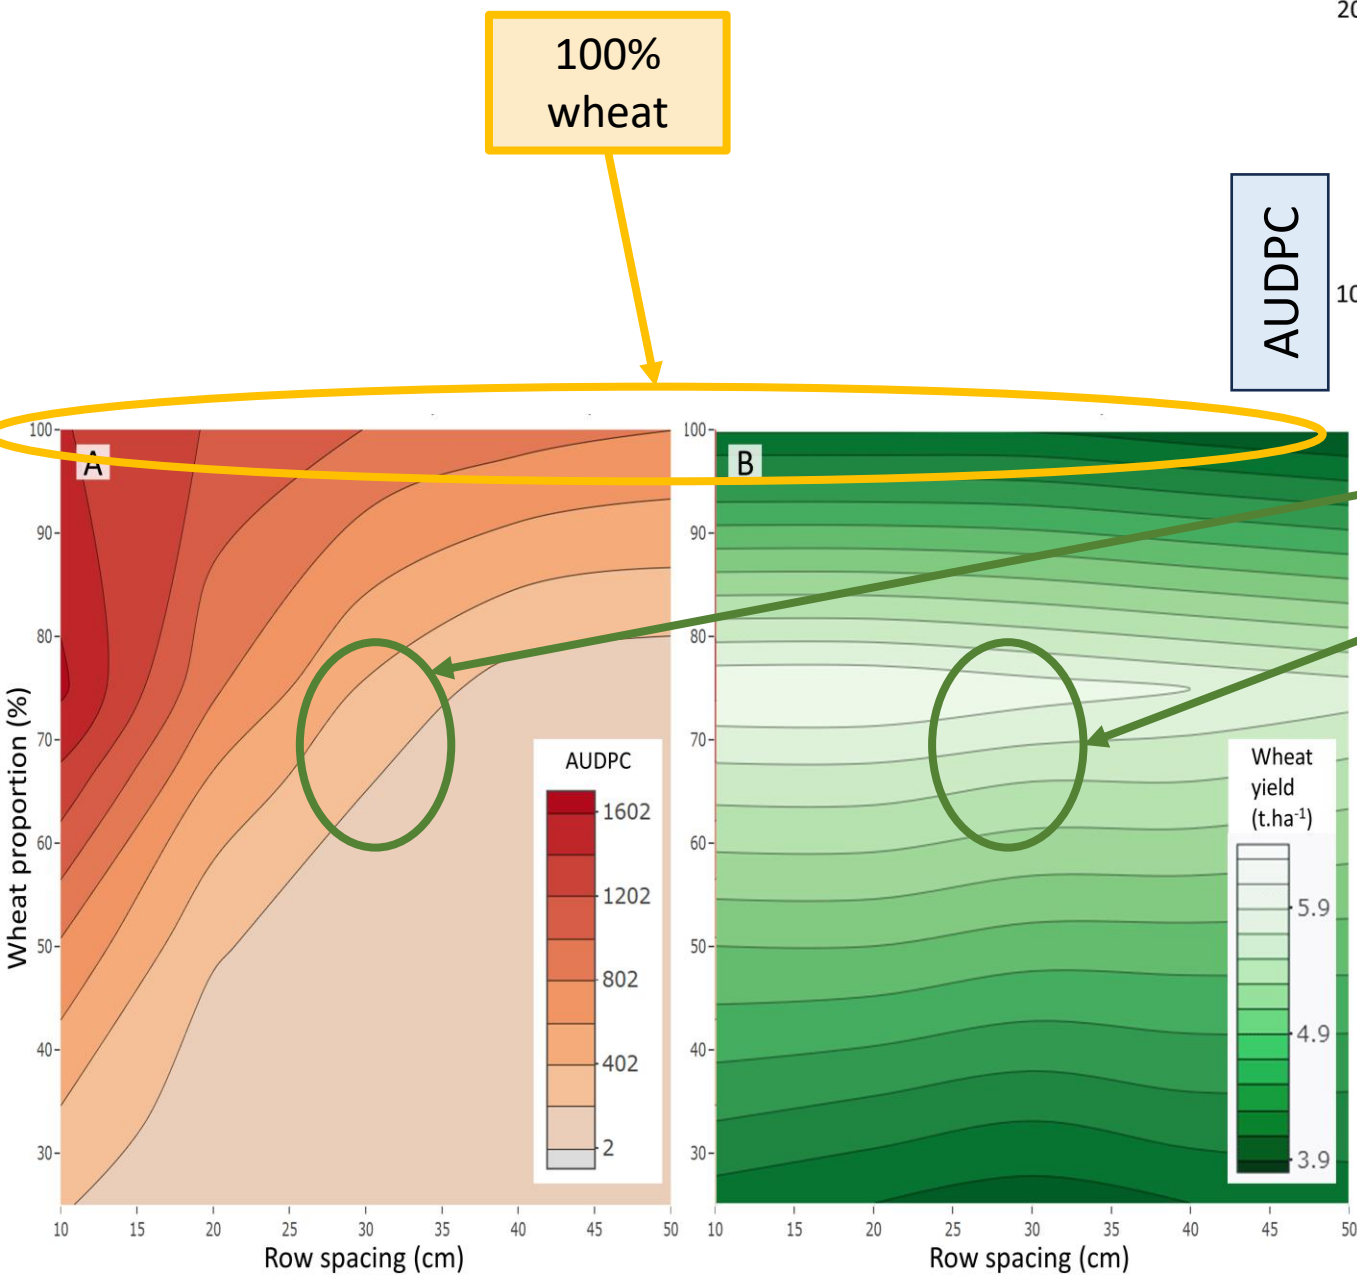 20
100%
wheat
AUDPC
10
A
B
100
90
80
70
60
50
40
30
Wheat proportion (%)
AUDPC
1602
1202
802
402
2
10 15 20 25 30 35 40 45 50
Row spacing (cm)
100
90
80
70
60
50
40
30
Wheat
yield
(t.ha⁻¹)
5.9
4.9
3.9
10 15 20 25 30 35 40 45 50
Row spacing (cm)